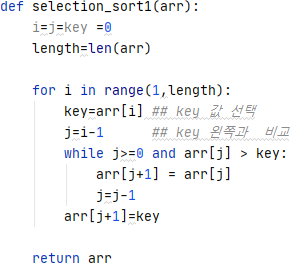 def selection_sort1(arr):
    i=j=key =0
    length=len(arr)

    for i in range(1,length):
        key=arr[i] ## key 값 선택
        j=i-1      ## key 왼쪽과  비교
        while j>=0 and arr[j] > key:
            arr[j+1] = arr[j]
            j=j-1
        arr[j+1]=key

    return arr